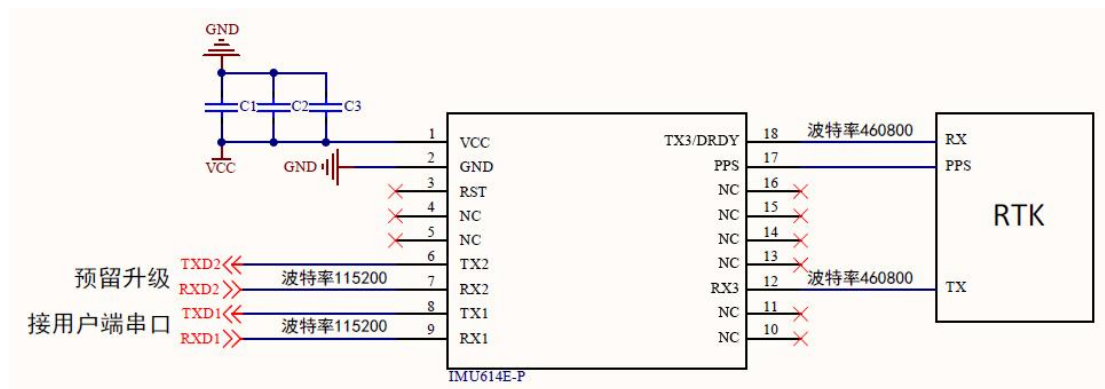 GND
C1
C2
C3
VCC
GND
1 VCC
2 GND
3 RST
4 NC
5 NC
6 TX2
7 RX2
8 TX1
9 RX1
预留升级
接用户端串口
TXD2
RXD2
TXD1
RXD1
波特率115200
波特率115200
IMU614E-P
TX3/DRDY 18
PPS 17
NC 16
NC 15
NC 14
NC 13
RX3 12
NC 11
NC 10
波特率460800
波特率460800
RX
PPS
RTK
TX